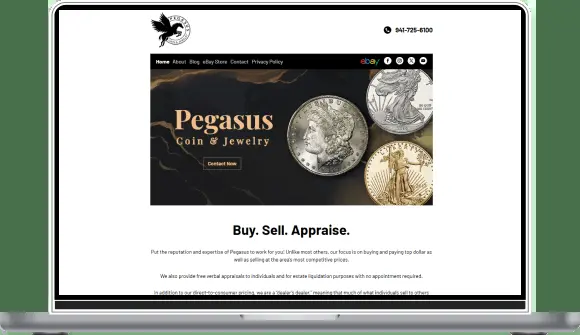 PEGASUS
941-725-6100
Home About Blog eBay Store Contact Privacy Policy
ebay
Pegasus
Coin & Jewelry
Contact Now
Buy. Sell. Appraise.
Put the reputation and expertise of Pegasus to work for you! Unlike most others, our focus is on buying and paying top dollar as
well as selling at the area's most competitive prices.
We also provide free verbal appraisals to individuals and for estate liquidation purposes with no appointment required.
In addition to our direct-to-consumer pricing, we are a "dealer's dealer," meaning that much of what individuals sell to others